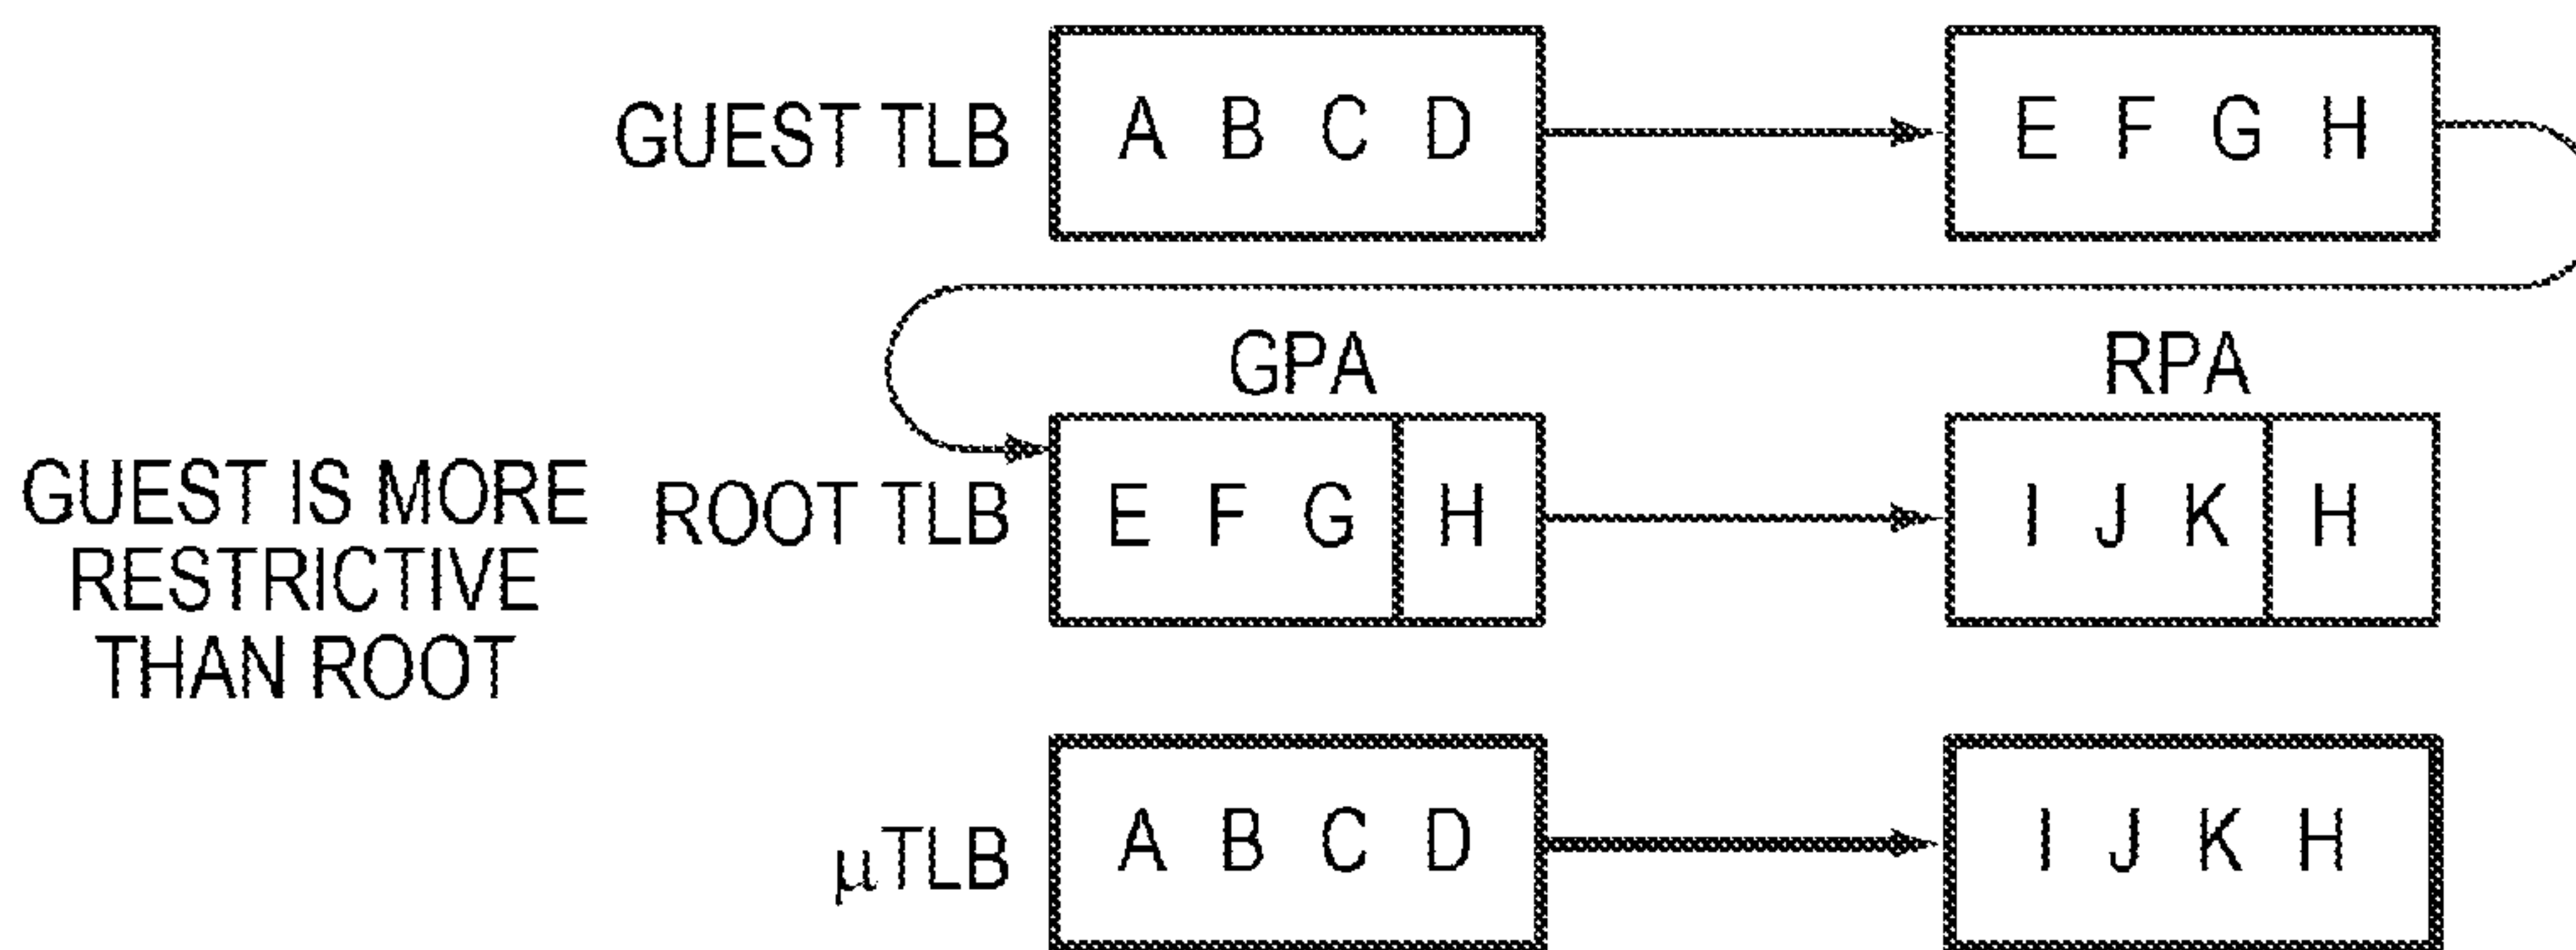 GUEST TLB A B C D E F G H
GPA RPA
GUEST IS MORE
RESTRICTIVE
THAN ROOT
ROOT TLB E F G H I J K H
µTLB A B C D I J K H